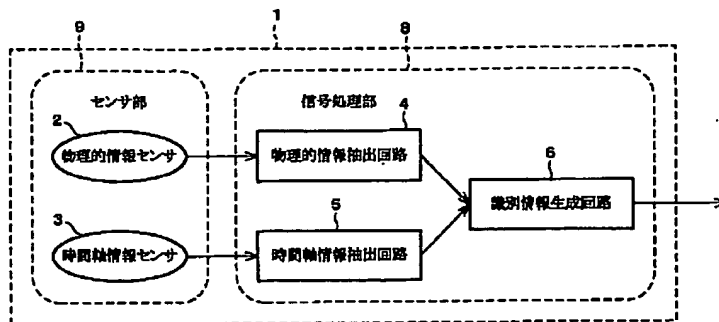 1
9
8
センサ部
信号処理部
2
4
物理的情報センサ
物理的情報抽出回路
6
識別情報生成回路
3
5
時間軸情報センサ
時間軸情報抽出回路